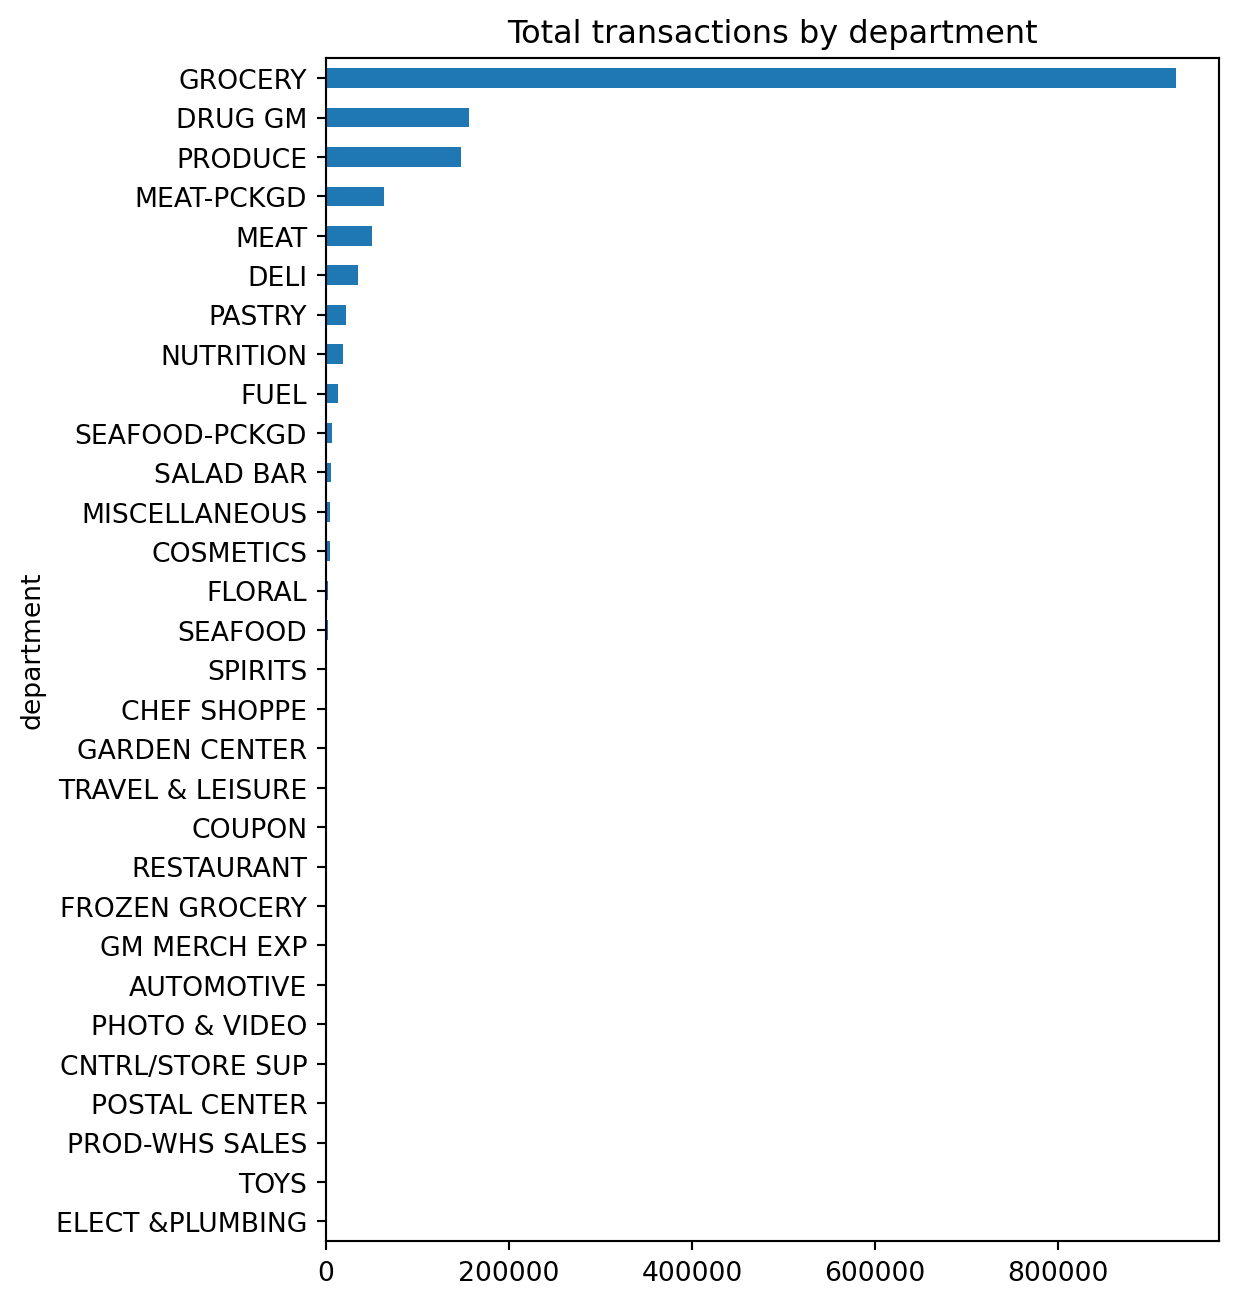 Total transactions by department
GROCERY
DRUG GM
PRODUCE
MEAT-PCKGD
MEAT
DELI
PASTRY
NUTRITION
FUEL
SEAFOOD-PCKGD
SALAD BAR
MISCELLANEOUS
COSMETICS
FLORAL
SEAFOOD
SPIRITS
CHEF SHOPPE
GARDEN CENTER
TRAVEL & LEISURE
COUPON
RESTAURANT
FROZEN GROCERY
GM MERCH EXP
AUTOMOTIVE
PHOTO & VIDEO
CNTRL/STORE SUP
POSTAL CENTER
PROD-WHS SALES
TOYS
ELECT &PLUMBING
department
0 200000 400000 600000 800000